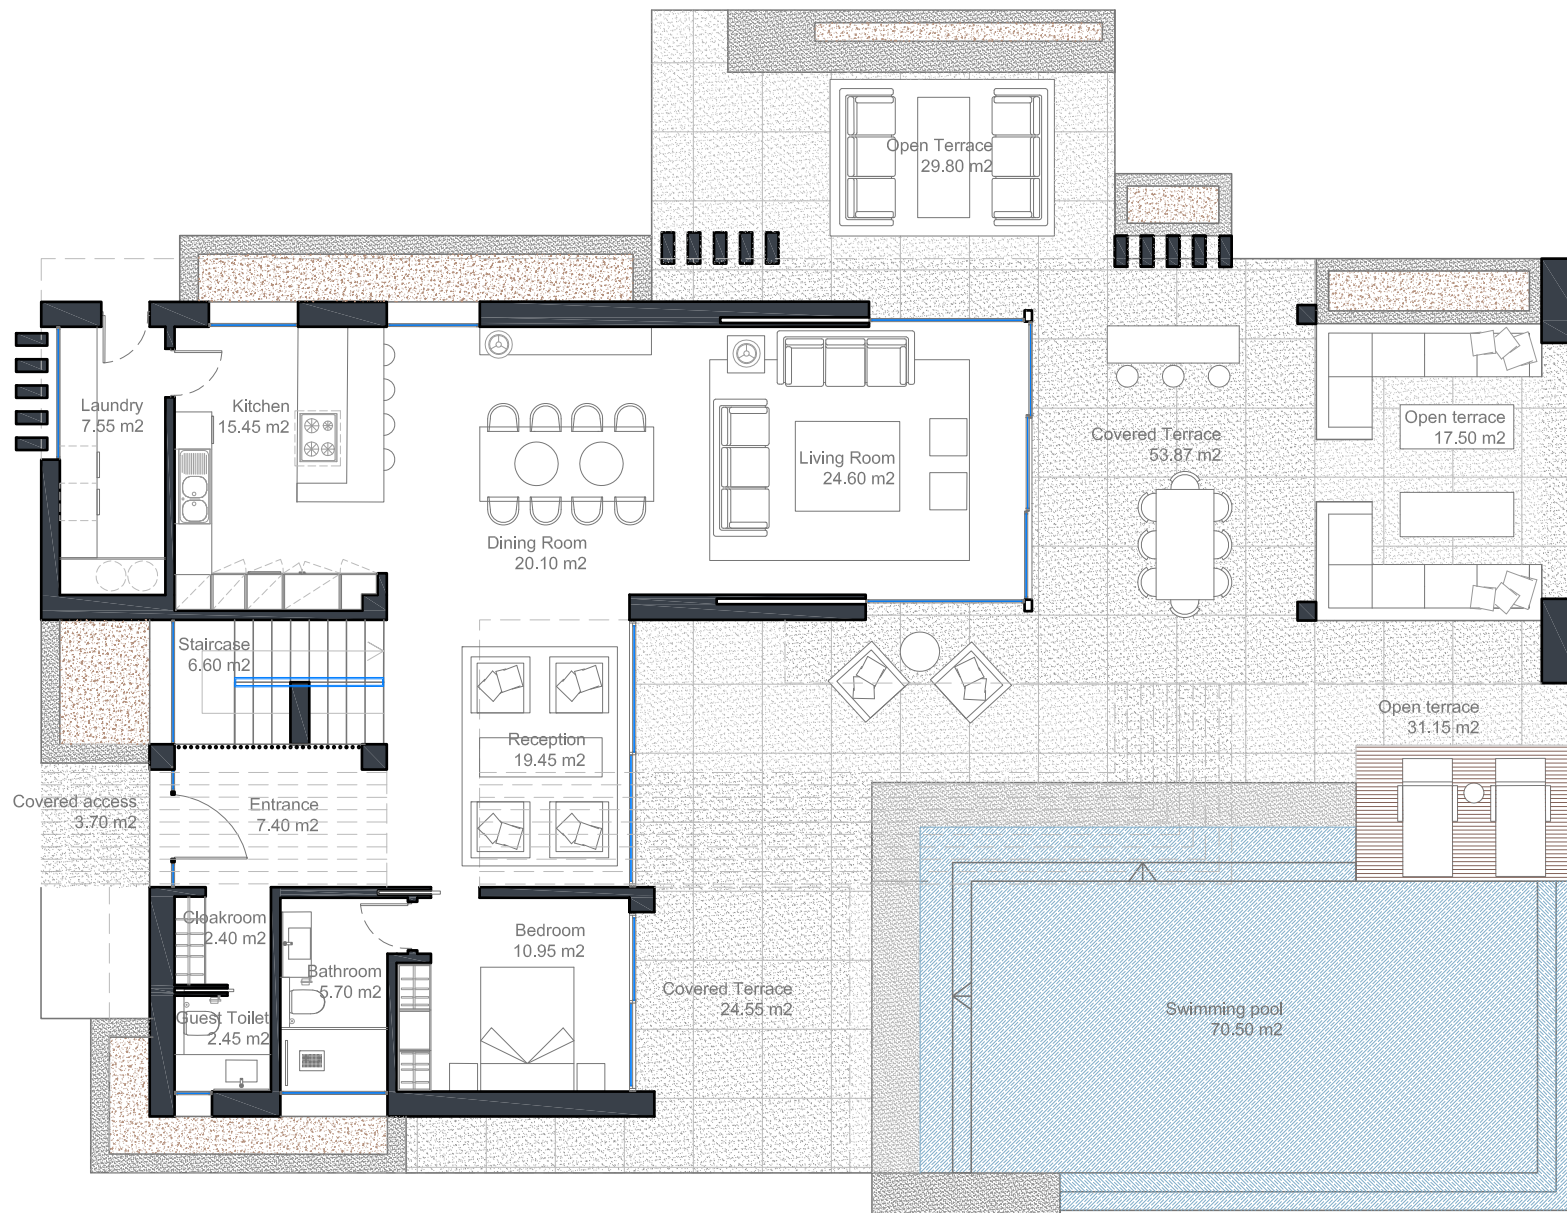 Open Terrace
29.80 m2
Laundry
7.55 m2
Kitchen
15.45 m2
Living Room
24.60 m2
Covered Terrace
53.87 m2
Open terrace
17.50 m2
Dining Room
20.10 m2
Staircase
6.60 m2
Reception
19.45 m2
Open terrace
31.15 m2
Covered access
3.70 m2
Entrance
7.40 m2
Cloakroom
2.40 m2
Bathroom
5.70 m2
Bedroom
10.95 m2
Guest Toilet
2.45 m2
Covered Terrace
24.55 m2
Swimming pool
70.50 m2